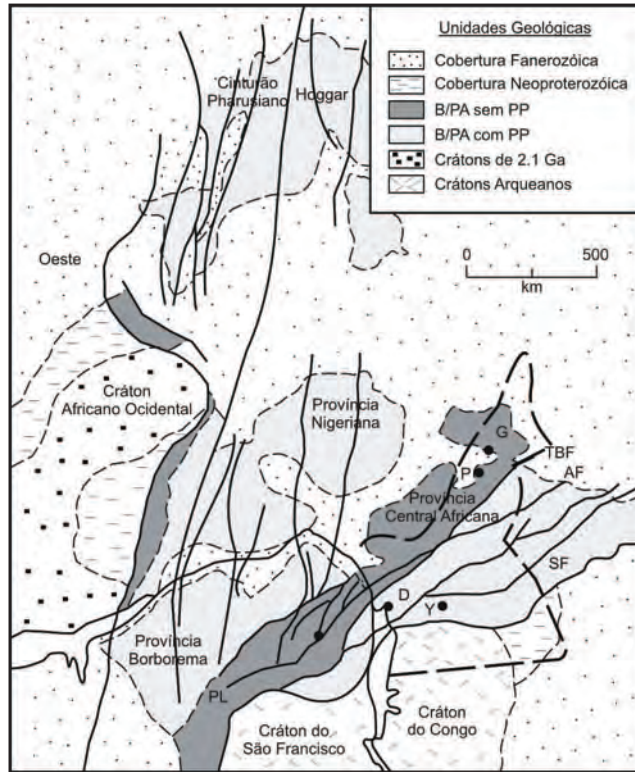 Unidades Geológicas
Cobertura Fanerozóica
Cobertura Neoproterozóica
B/PA sem PP
B/PA com PP
Crátons de 2.1 Ga
Crátons Arqueanos
Cinturão
Pharusiano
Hoggar
0 500
km
Oeste
Cráton
Africano Ocidental
Província
Nigeriana
G
TBF
P
AF
Província
Central Africana
SF
D
Y
Província
Borborema
PL
Cráton do
São Francisco
Cráton
do Congo